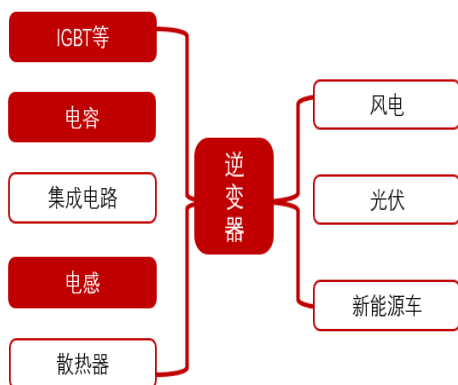 IGBT等
电容
集成电路
电感
散热器
逆
变
器
风电
光伏
新能源车